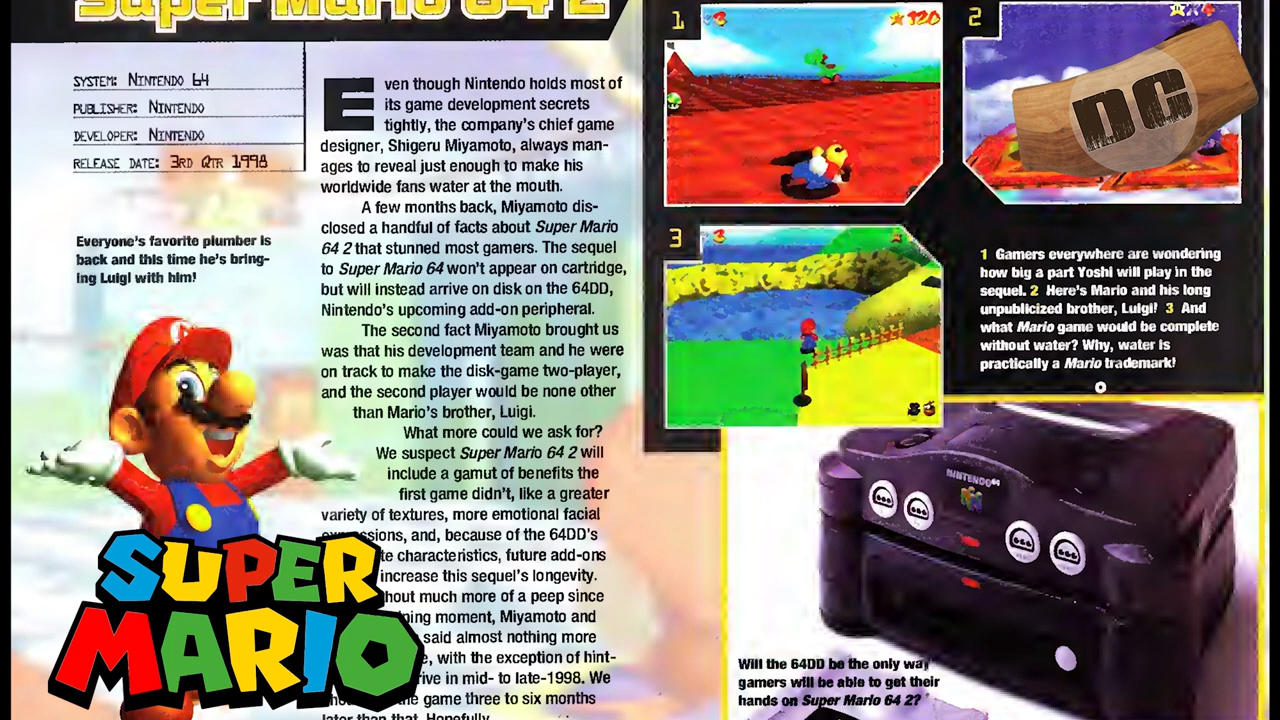 Super Mario 64 2
SYSTEM: NINTENDO 64
PUBLISHER: NINTENDO
DEVELOPER: NINTENDO
RELEASE DATE: 3RD QTR 1998
Everyone's favorite plumber is
back and this time he's bring-
ing Luigi with him!
Even though Nintendo holds most of
its game development secrets
tightly, the company's chief game
designer, Shigeru Miyamoto, always man-
ages to reveal just enough to make his
worldwide fans water at the mouth.
A few months back, Miyamoto dis-
closed a handful of facts about Super Mario
64 2 that stunned most gamers. The sequel
to Super Mario 64 won't appear on cartridge,
but will instead arrive on disk on the 64DD,
Nintendo's upcoming add-on peripheral.
The second fact Miyamoto brought us
was that his development team and he were
on track to make the disk-game two-player,
and the second player would be none other
than Mario's brother, Luigi.
What more could we ask for?
We suspect Super Mario 64 2 will
include a gamut of benefits the
first game didn't, like a greater
variety of textures, more emotional facial
and, because of the 64DD's
characteristics, future add-ons
increase this sequel's longevity.
much more of a peep since
moment, Miyamoto and
said almost nothing more
with the exception of hint-
in mid- to late-1998. We
game three to six months
later than that. Hopefully
SUPER
MARIO
M
1
3
120
2
DG
3
3
1 Gamers everywhere are wondering
how big a part Yoshi will play in the
sequel. 2 Here's Mario and his long
unpublicized brother, Luigi! 3 And
what Mario game would be complete
without water? Why, water is
practically a Mario trademark!
NINTENDO 64
Will the 64DD be the only way
gamers will be able to get their
hands on Super Mario 64 2?